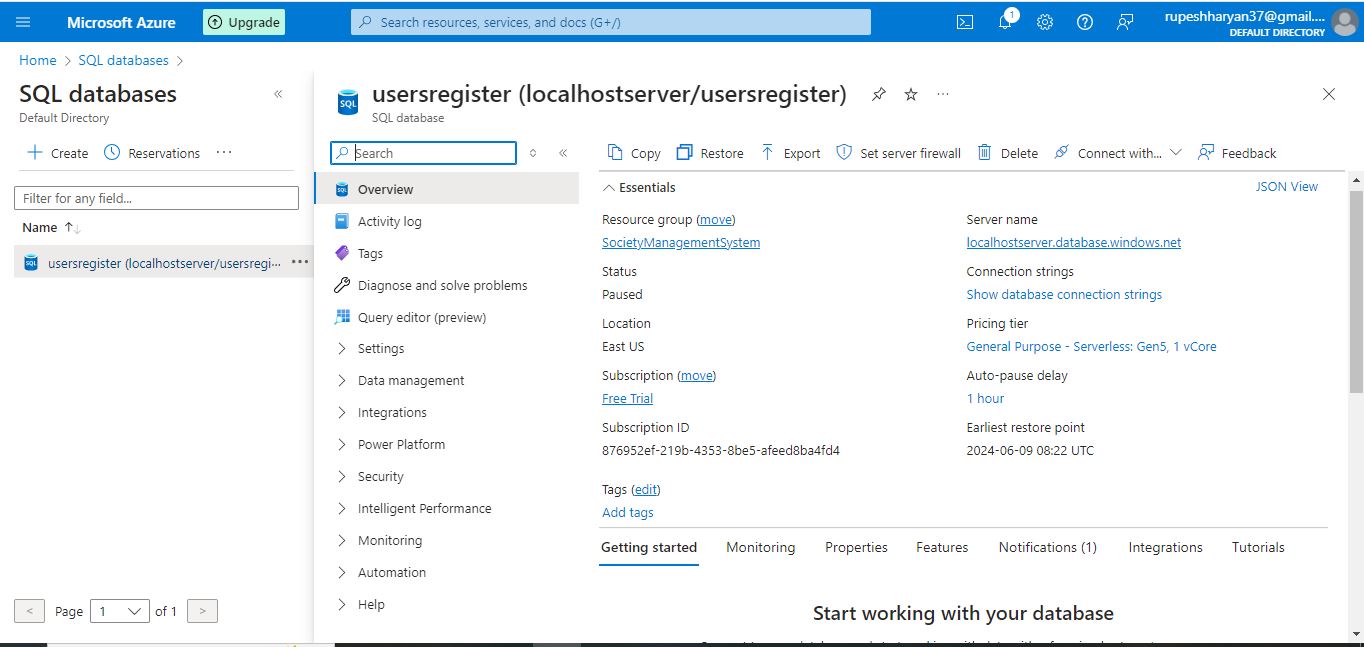 Microsoft Azure
Upgrade
Search resources, services, and docs (G+/)
1
rupeshharyan37@gmail....
DEFAULT DIRECTORY
Home > SQL databases >
SQL databases
Default Directory
Create
Reservations
...
Filter for any field...
Name
usersregister (localhostserver/usersregi...
Page 1 of 1
usersregister (localhostserver/usersregister)
SQL database
Search
Overview
Activity log
Tags
Diagnose and solve problems
Query editor (preview)
Settings
Data management
Integrations
Power Platform
Security
Intelligent Performance
Monitoring
Automation
Help
Copy
Restore
Export
Set server firewall
Delete
Connect with...
Feedback
Essentials
JSON View
Resource group (move)
SocietyManagementSystem
Status
Paused
Location
East US
Subscription (move)
Free Trial
Subscription ID
876952ef-219b-4353-8be5-afeed8ba4fd4
Server name
localhostserver.database.windows.net
Connection strings
Show database connection strings
Pricing tier
General Purpose - Serverless: Gen5, 1 vCore
Auto-pause delay
1 hour
Earliest restore point
2024-06-09 08:22 UTC
Tags (edit)
Add tags
Getting started
Monitoring
Properties
Features
Notifications (1)
Integrations
Tutorials
Start working with your database